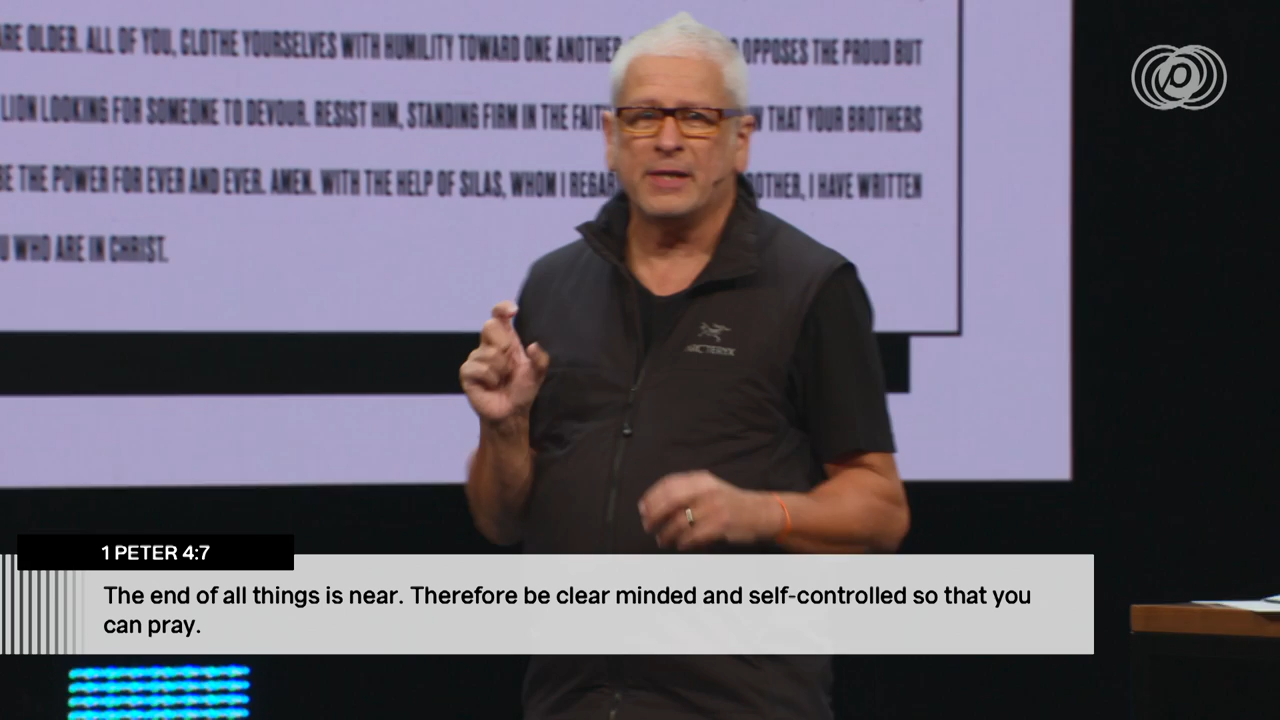 ARE OLDER. ALL OF YOU, CLOTHE YOURSELVES WITH HUMILITY TOWARD ONE ANOTHER OPPOSES THE PROUD BUT
LION LOOKING FOR SOMEONE TO DEVOUR. RESIST HIM, STANDING FIRM IN THE THAT YOUR BROTHERS
BE THE POWER FOR EVER AND EVER. AMEN. WITH THE HELP OF SILAS, WHOM I I HAVE WRITTEN
WHO ARE IN CHRIST.
ARC'TERYX
1 PETER 4:7
The end of all things is near. Therefore be clear minded and self-controlled so that you
can pray.